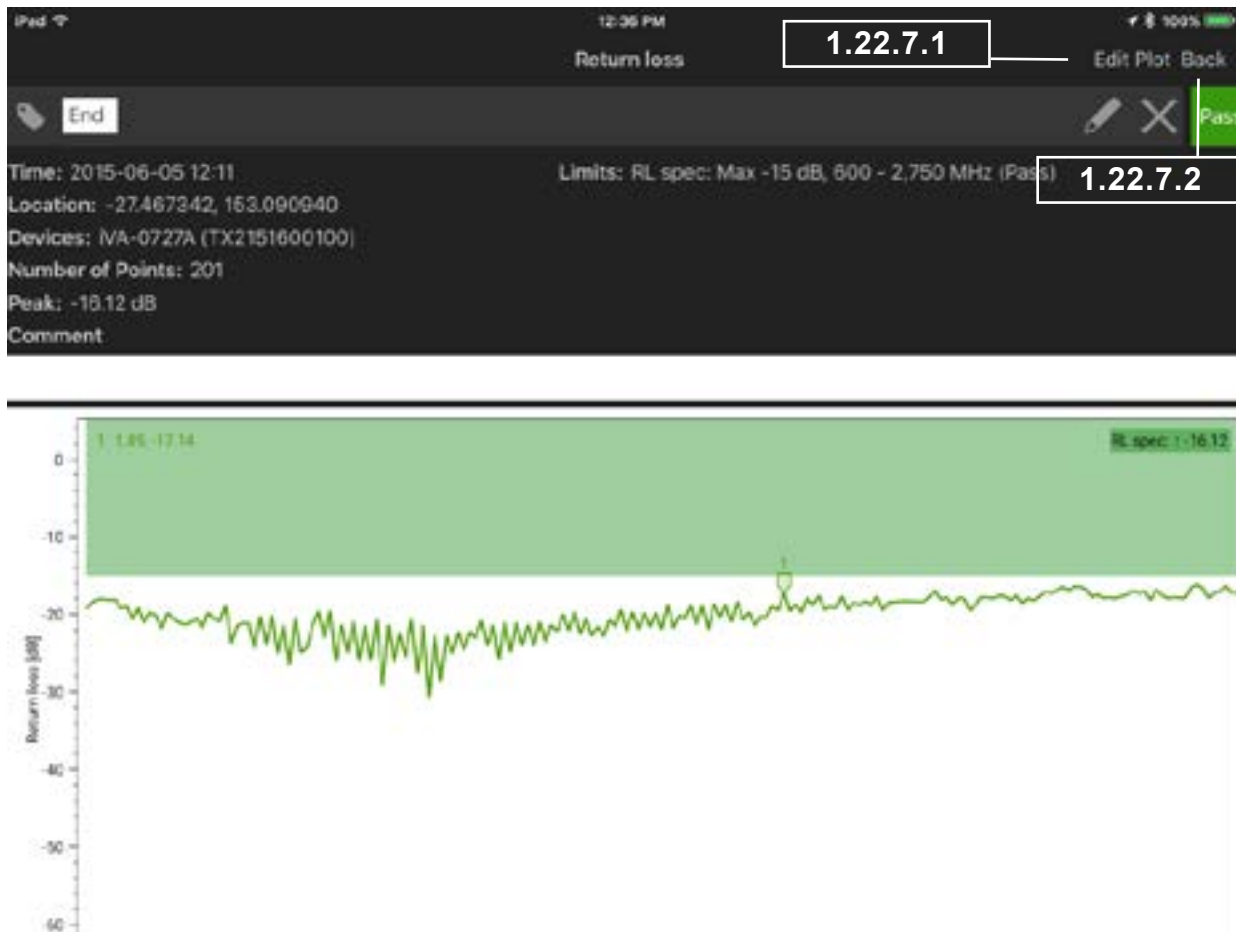 iPad 12:36 PM 100%
Return loss
1.22.7.1
Edit Plot Back
End
Pass
1.22.7.2
Time: 2015-06-05 12:11
Limits: RL spec: Max -15 dB, 600 - 2,750 MHz (Pass)
Location: -27.467342, 153.090940
Devices: iVA-0727A (TX2151600100)
Number of Points: 201
Peak: -16.12 dB
Comment
1 1.85, -17.14
RL spec: ↑ -16.12
1
Return loss [dB]
0
-10
-20
-30
-40
-50
-60